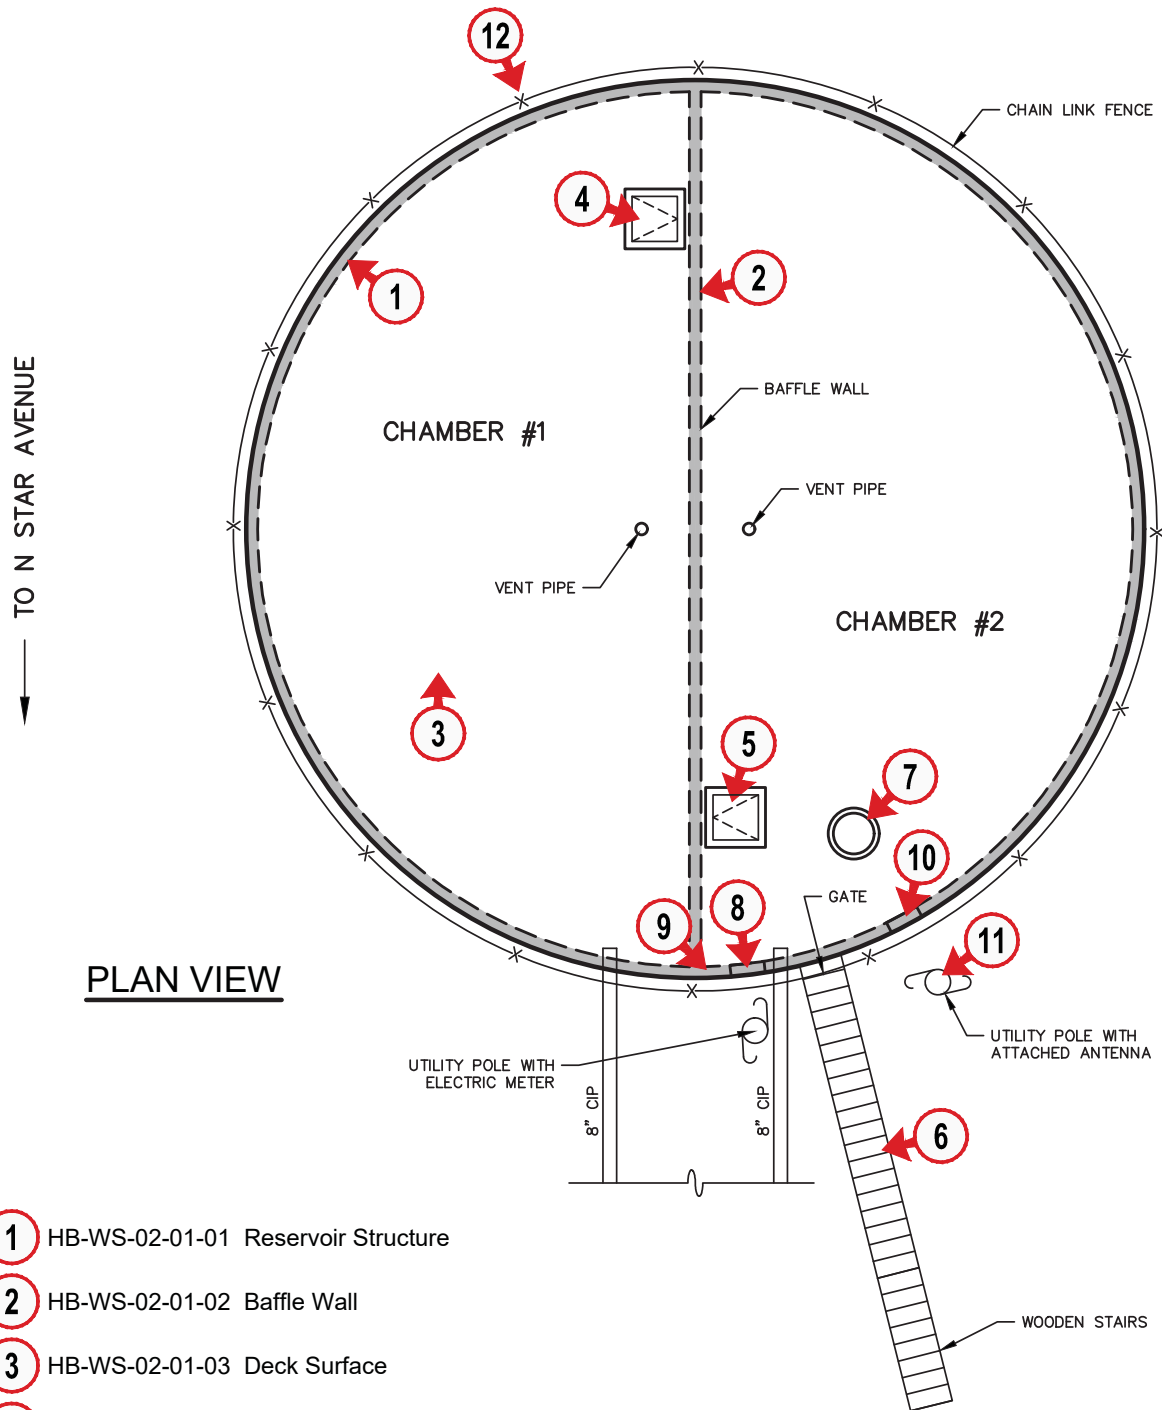 12
CHAIN LINK FENCE
4
2
1
BAFFLE WALL
CHAMBER #1
TO N STAR AVENUE
VENT PIPE
VENT PIPE
CHAMBER #2
3
5
7
10
GATE
8
9
11
PLAN VIEW
UTILITY POLE WITH
ATTACHED ANTENNA
UTILITY POLE WITH
ELECTRIC METER
8" CIP
8" CIP
6
1 HB-WS-02-01-01 Reservoir Structure
2 HB-WS-02-01-02 Baffle Wall
WOODEN STAIRS
3 HB-WS-02-01-03 Deck Surface